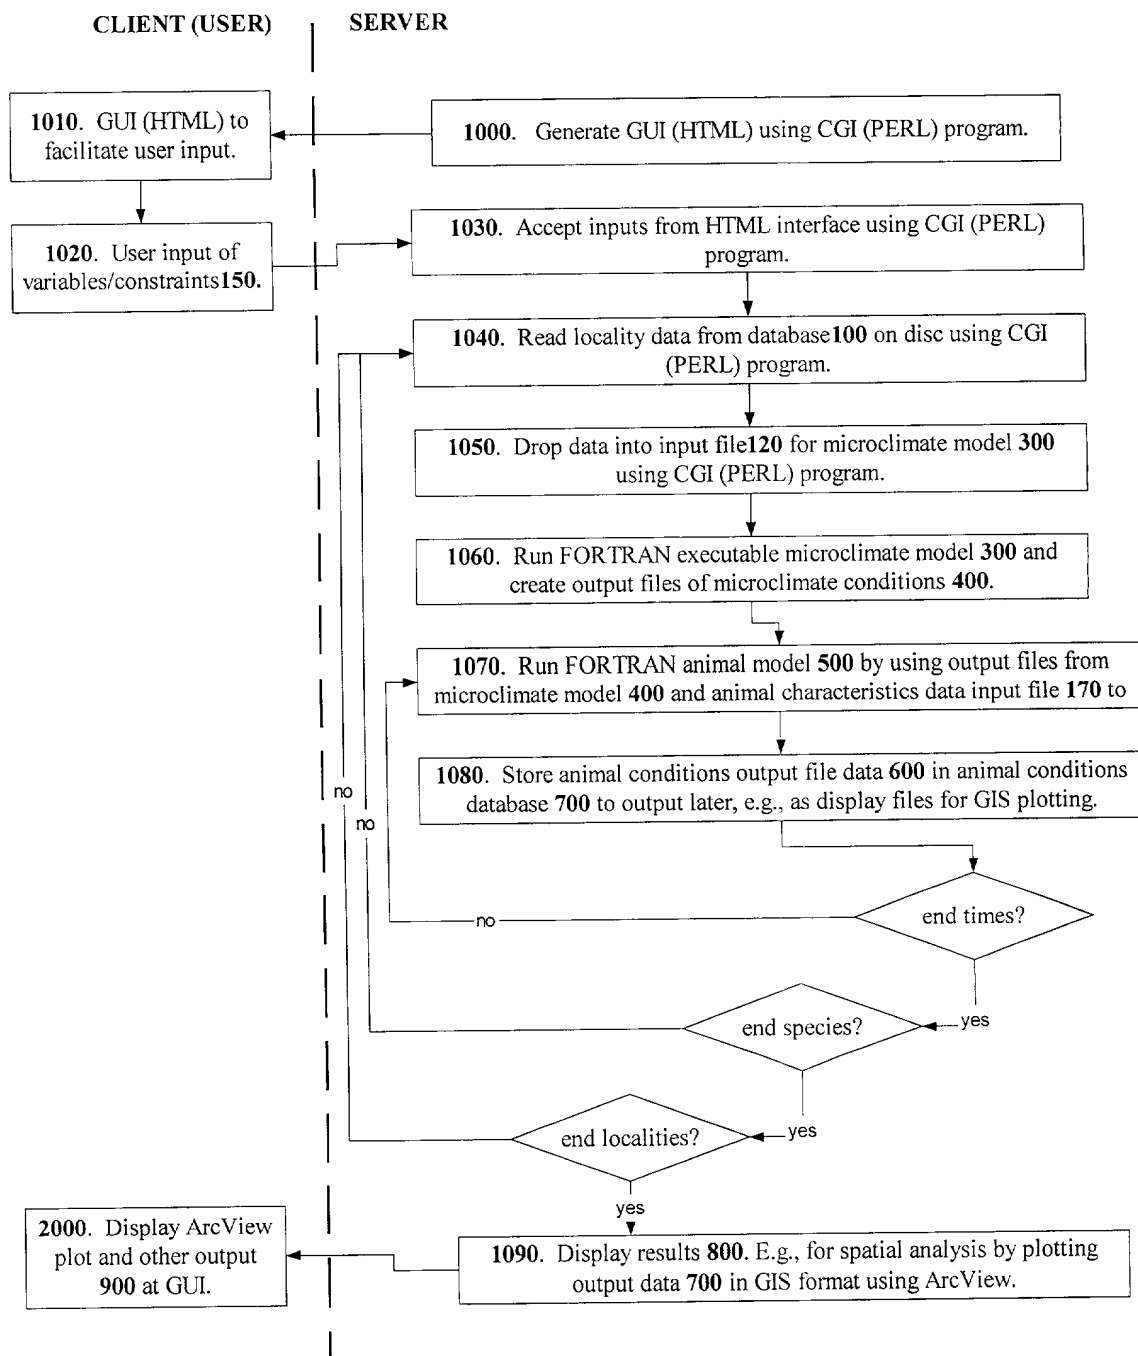 CLIENT (USER)
SERVER
1010. GUI (HTML) to
facilitate user input.
1000. Generate GUI (HTML) using CGI (PERL) program.
1020. User input of
variables/constraints150.
1030. Accept inputs from HTML interface using CGI (PERL)
program.
1040. Read locality data from database100 on disc using CGI
(PERL) program.
1050. Drop data into input file120 for microclimate model 300
using CGI (PERL) program.
1060. Run FORTRAN executable microclimate model 300 and
create output files of microclimate conditions 400.
1070. Run FORTRAN animal model 500 by using output files from
microclimate model 400 and animal characteristics data input file 170 to
1080. Store animal conditions output file data 600 in animal conditions
database 700 to output later, e.g., as display files for GIS plotting.
no
no
end times?
no
yes
end species?
yes
end localities?
yes
2000. Display ArcView
plot and other output
900 at GUI.
1090. Display results 800. E.g., for spatial analysis by plotting
output data 700 in GIS format using ArcView.